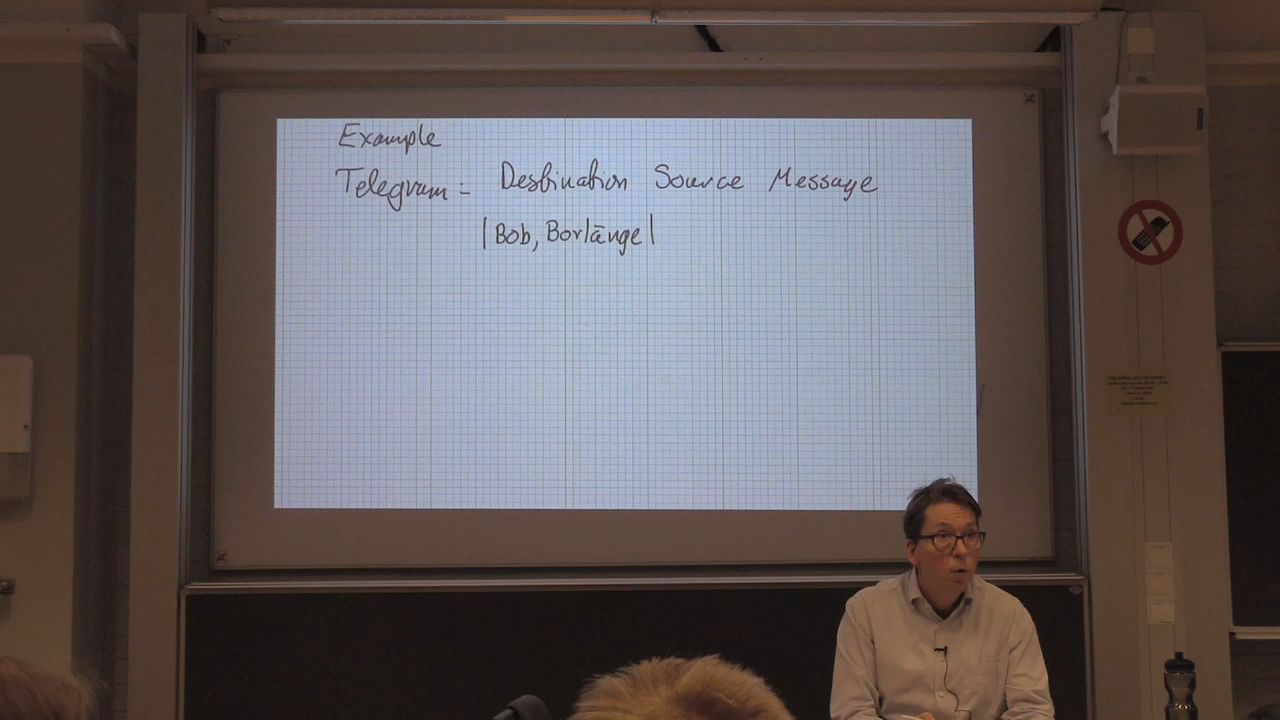 Example
Telegram = Destination Source Message
|Bob, Borlänge|